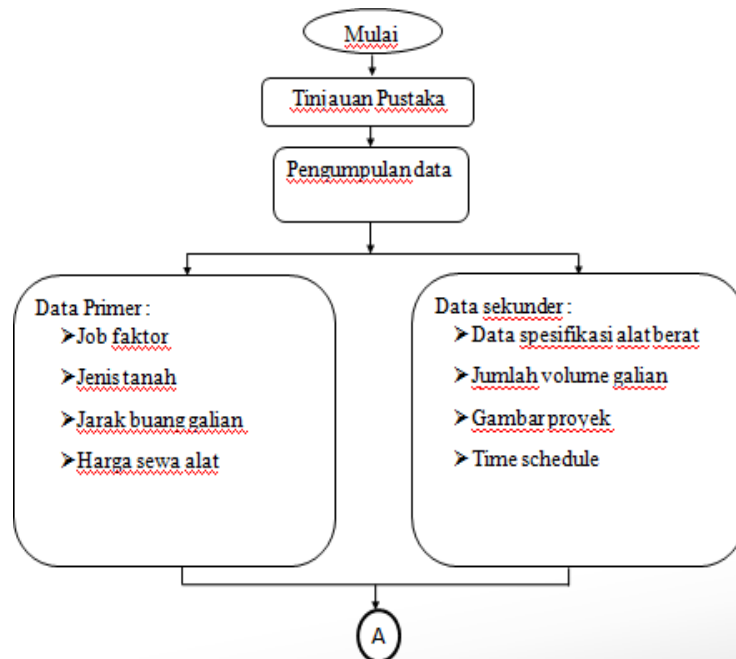 Mulai
Tinjauan Pustaka
Pengumpulan data
Data Primer :
➢Job faktor
➢Jenis tanah
➢Jarak buang galian
➢Harga sewa alat
Data sekunder :
➢Data spesifikasi alat berat
➢Jumlah volume galian
➢Gambar proyek
➢Time schedule
A